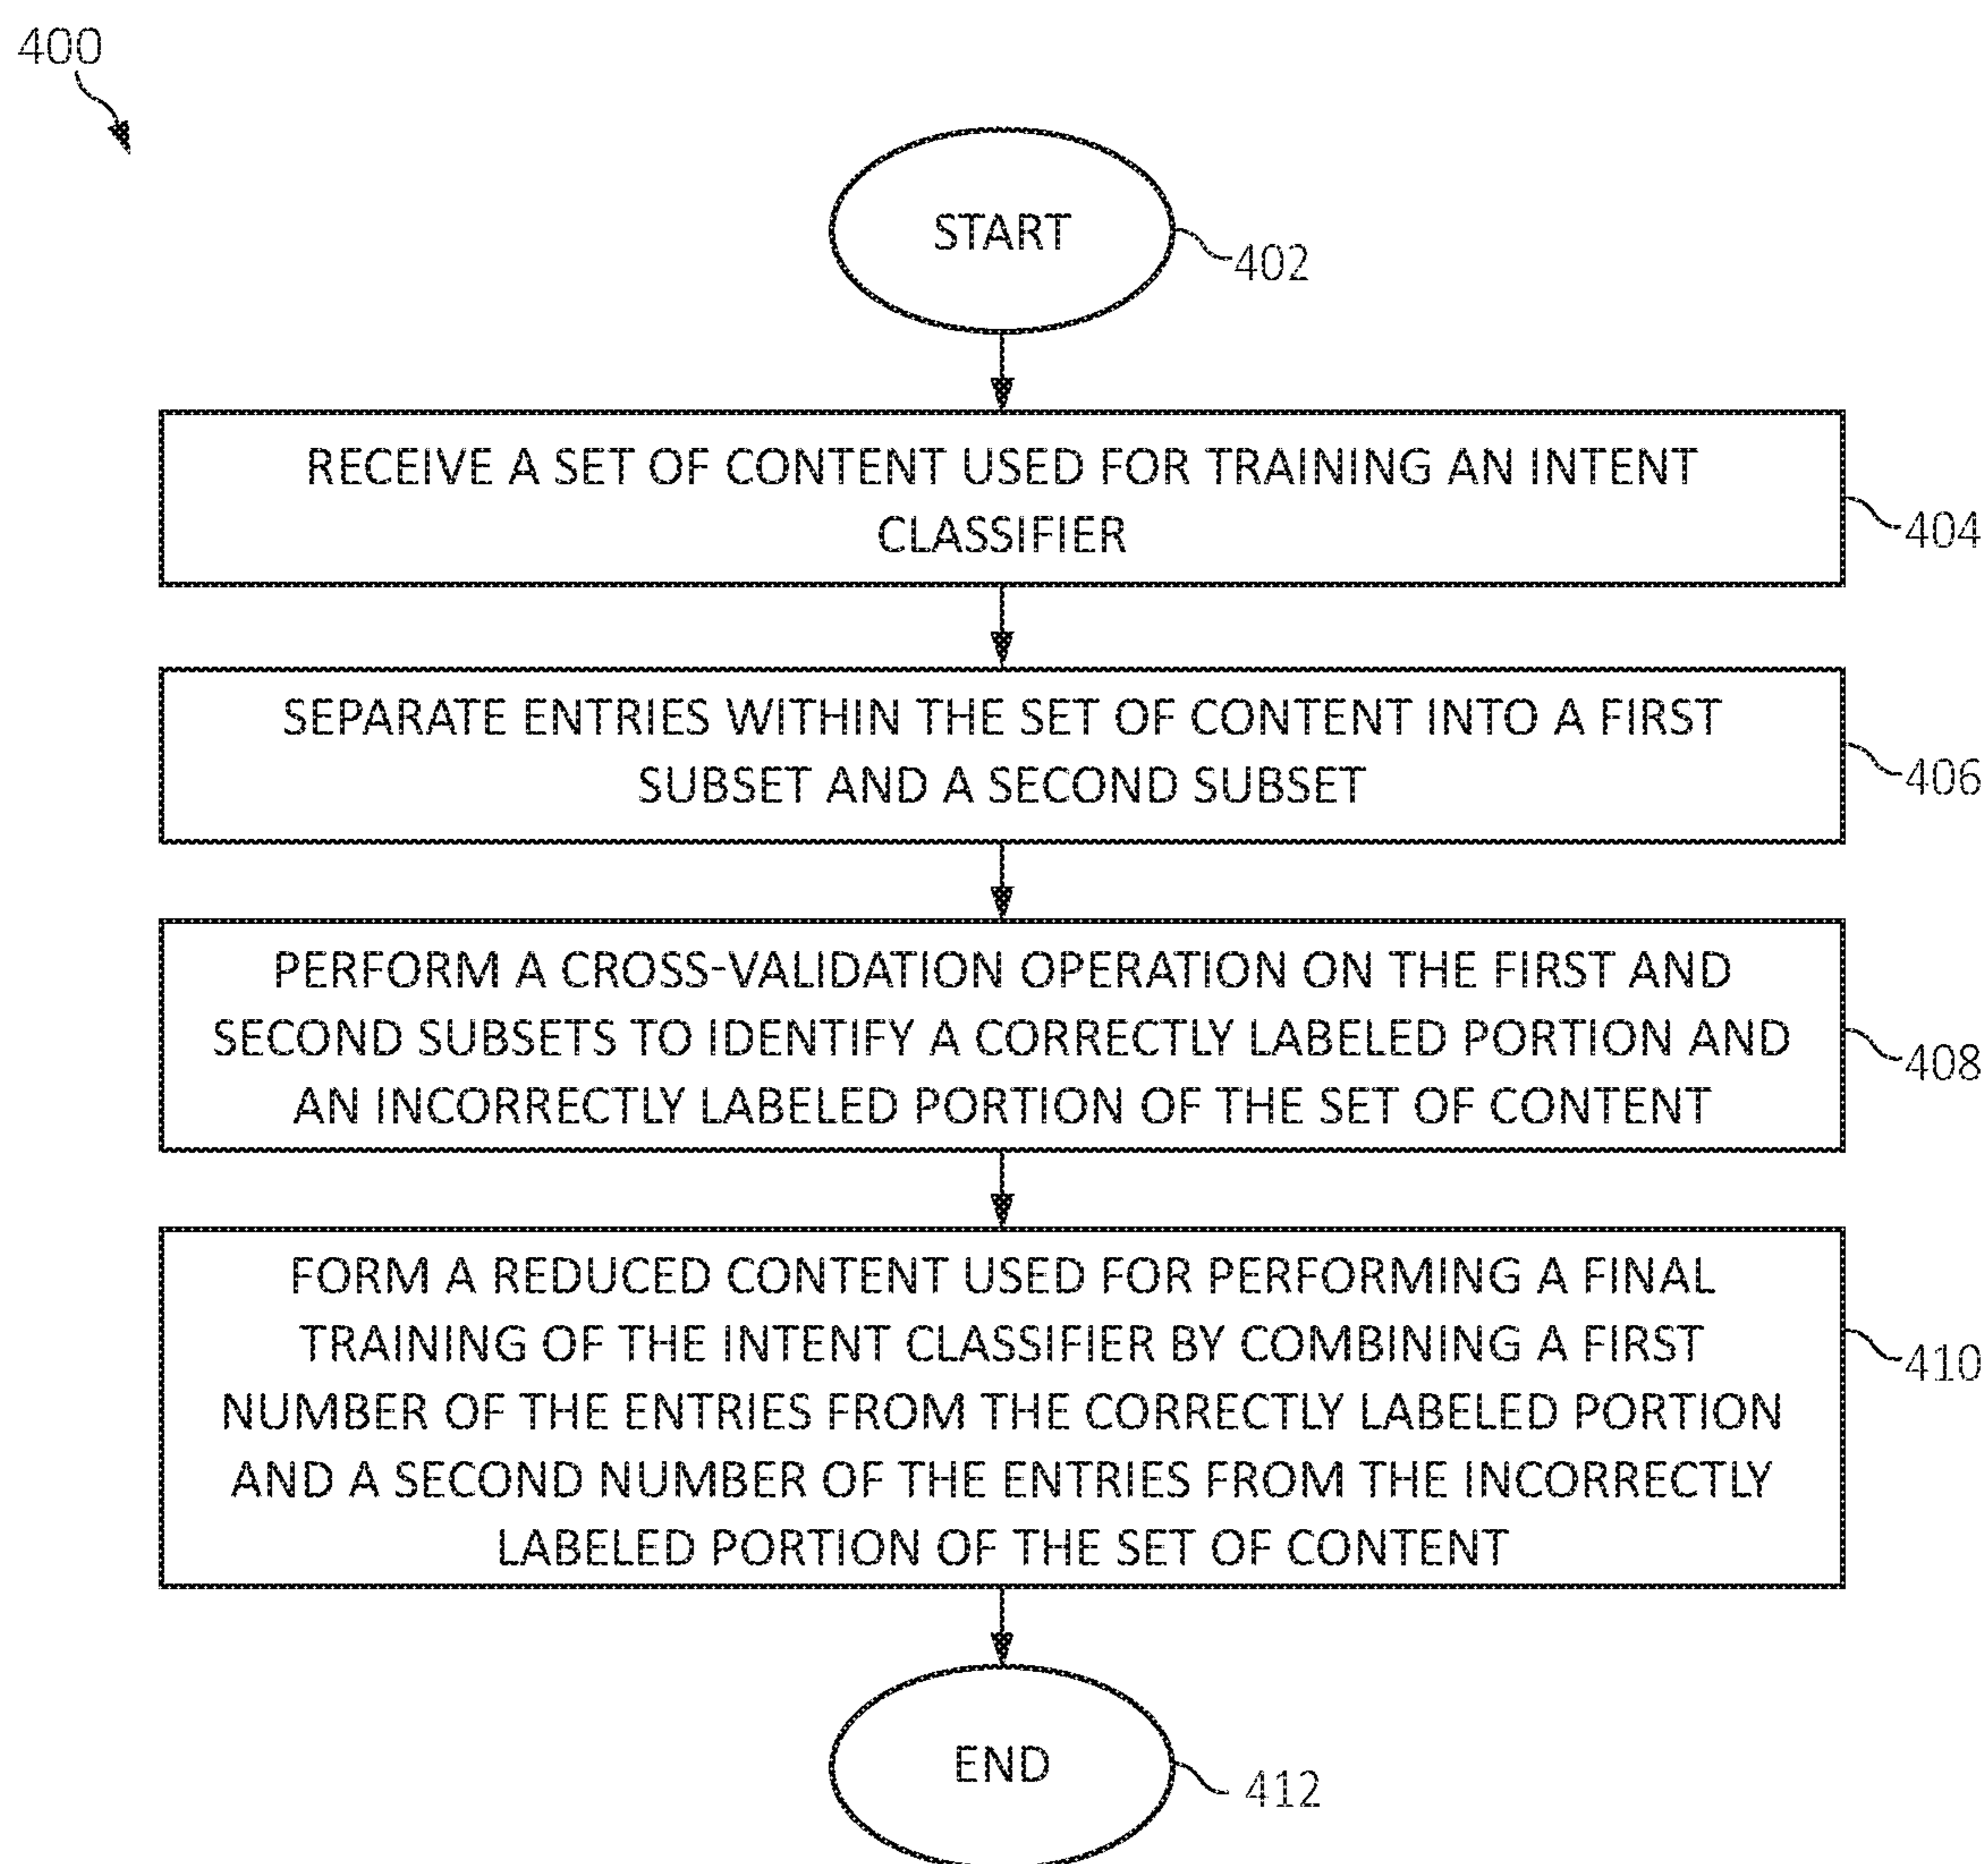 400
START
402
RECEIVE A SET OF CONTENT USED FOR TRAINING AN INTENT
CLASSIFIER
404
SEPARATE ENTRIES WITHIN THE SET OF CONTENT INTO A FIRST
SUBSET AND A SECOND SUBSET
406
PERFORM A CROSS-VALIDATION OPERATION ON THE FIRST AND
SECOND SUBSETS TO IDENTIFY A CORRECTLY LABELED PORTION AND
AN INCORRECTLY LABELED PORTION OF THE SET OF CONTENT
408
FORM A REDUCED CONTENT USED FOR PERFORMING A FINAL
TRAINING OF THE INTENT CLASSIFIER BY COMBINING A FIRST
NUMBER OF THE ENTRIES FROM THE CORRECTLY LABELED PORTION
AND A SECOND NUMBER OF THE ENTRIES FROM THE INCORRECTLY
LABELED PORTION OF THE SET OF CONTENT
410
END
412